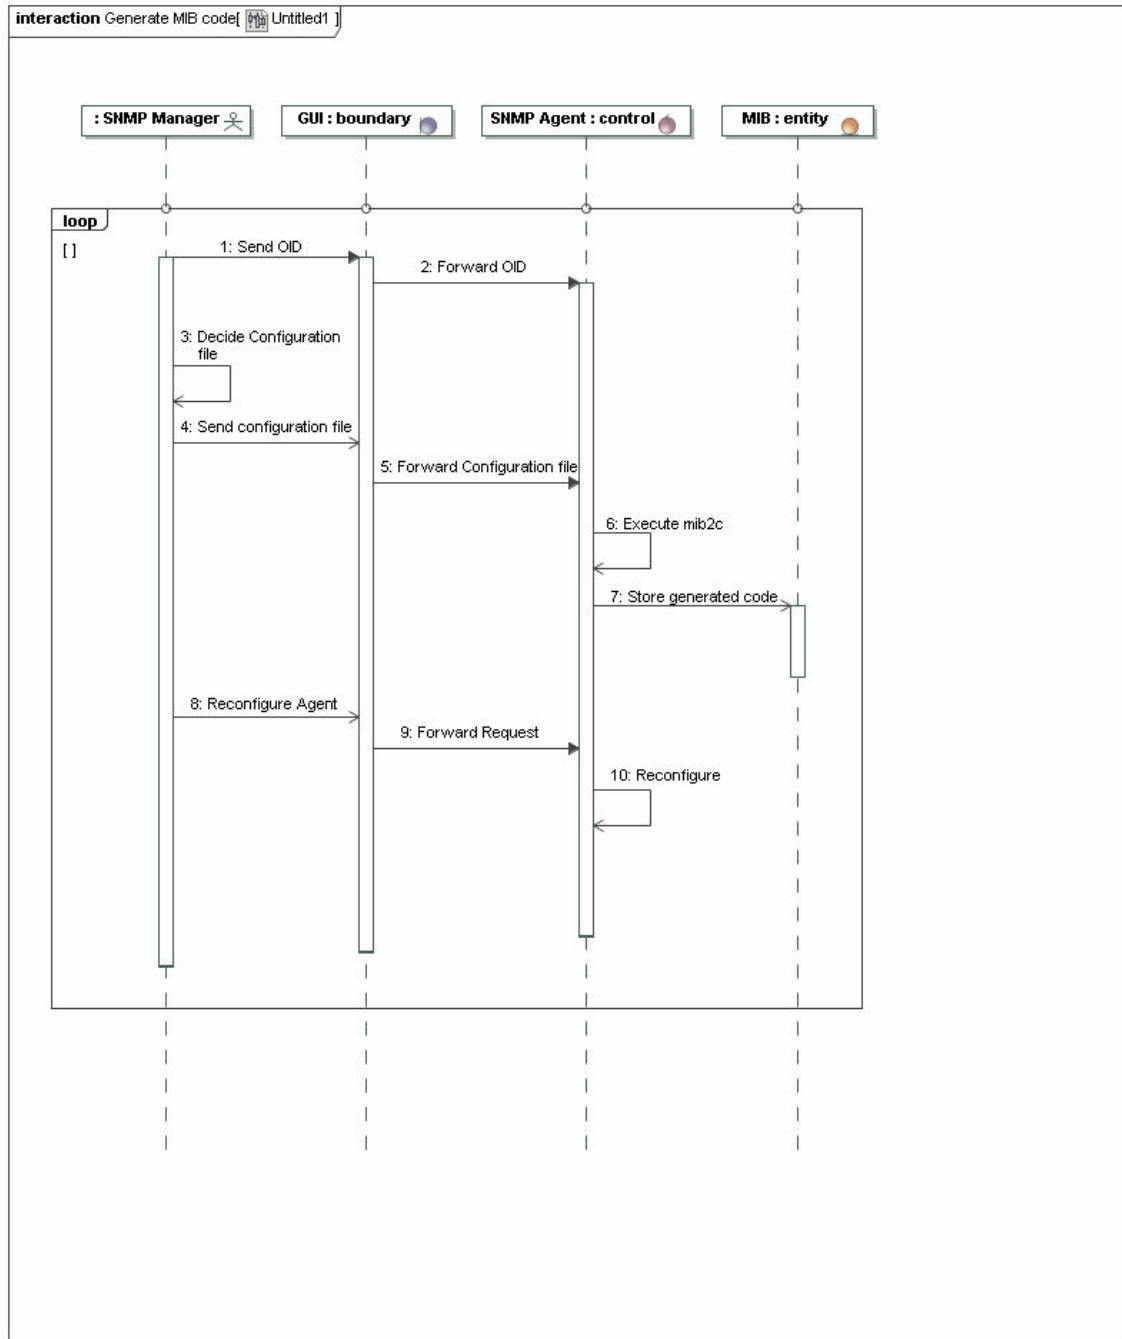 interaction Generate MIB code[ Untitled1 ]
: SNMP Manager
GUI : boundary
SNMP Agent : control
MIB : entity
loop
[ ]
1: Send OID
2: Forward OID
3: Decide Configuration
file
4: Send configuration file
5: Forward Configuration file
6: Execute mib2c
7: Store generated code
8: Reconfigure Agent
9: Forward Request
10: Reconfigure